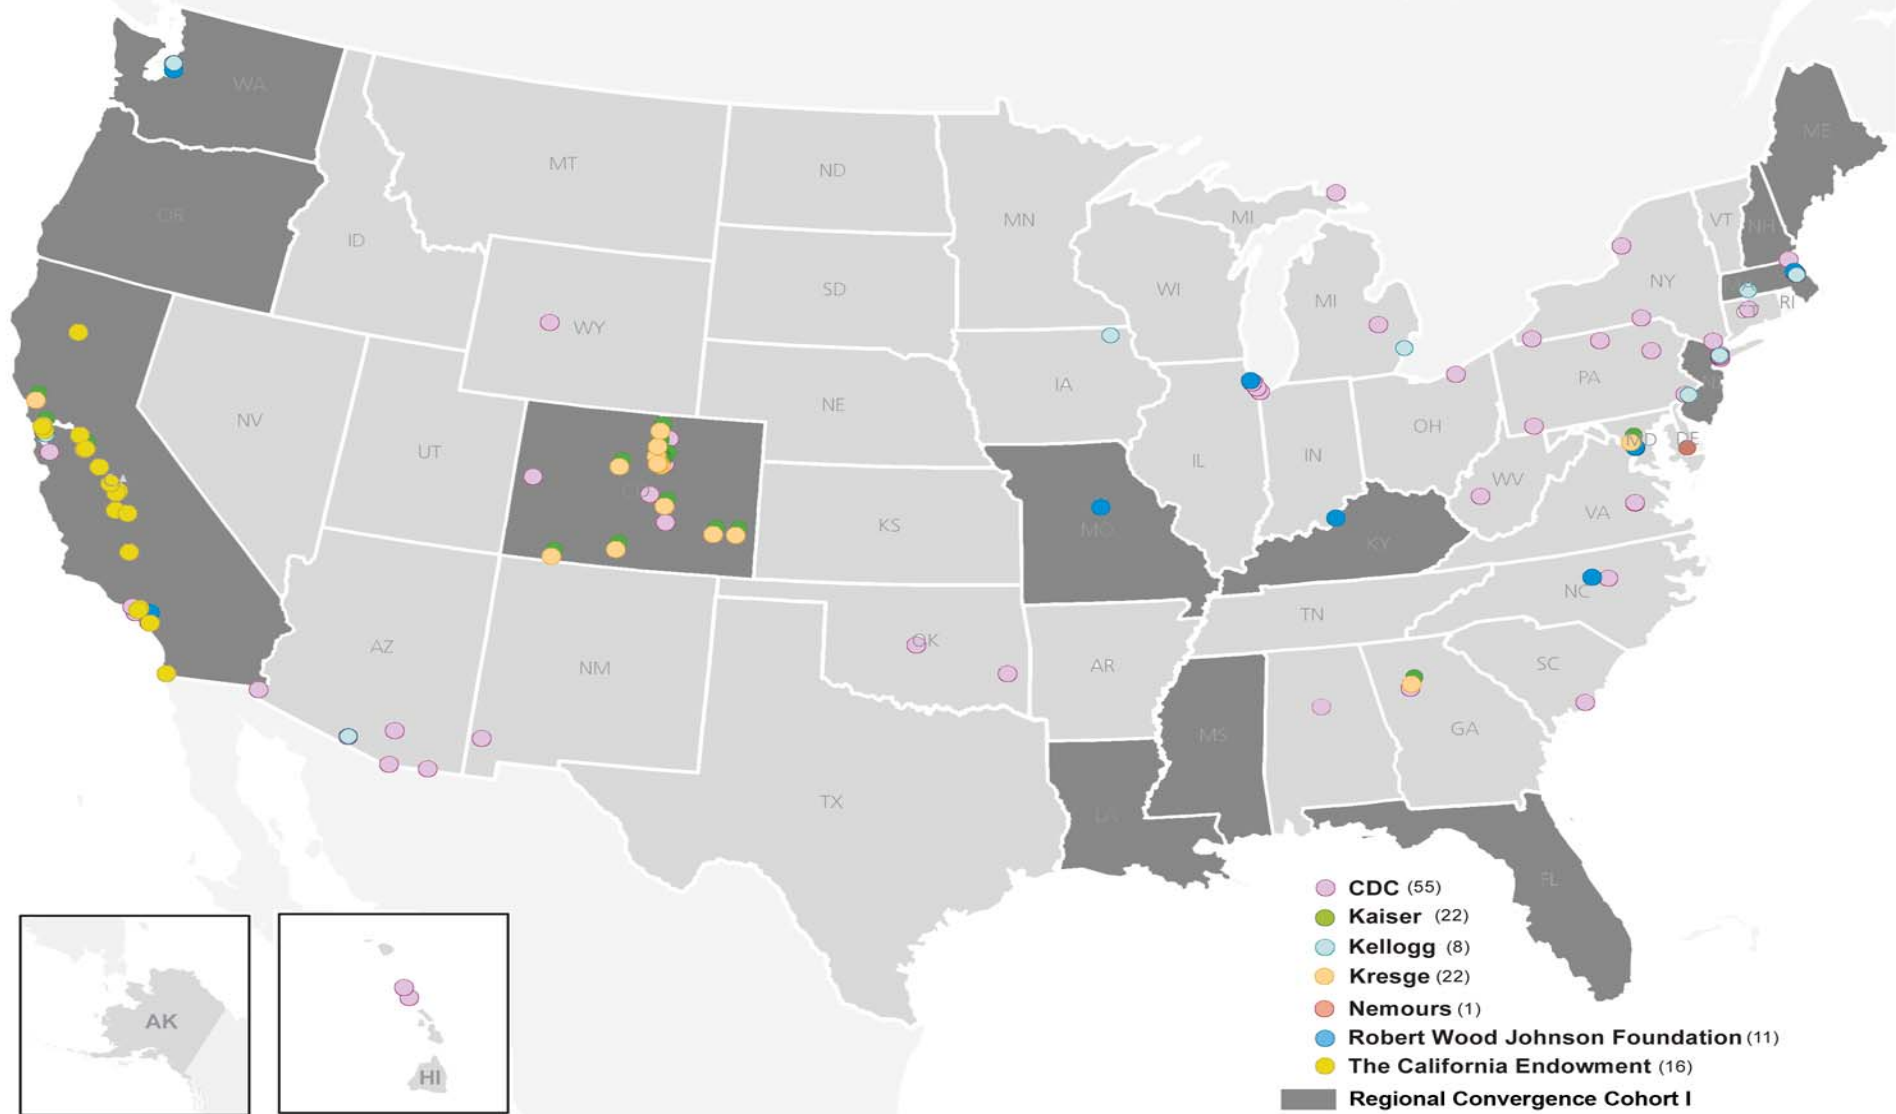 WA
MT
ND
ME
OR
MN
MI
VT
NH
ID
SD
WI
MI
NY
RI
WY
IA
PA
NV
NE
UT
OH
MD
DE
IL
IN
WV
KS
MO
VA
KY
NC
TN
AZ
OK
NM
AR
SC
MS
GA
TX
LA
FL
CDC (55)
Kaiser (22)
Kellogg (8)
Kresge (22)
Nemours (1)
Robert Wood Johnson Foundation (11)
The California Endowment (16)
Regional Convergence Cohort I
AK
HI